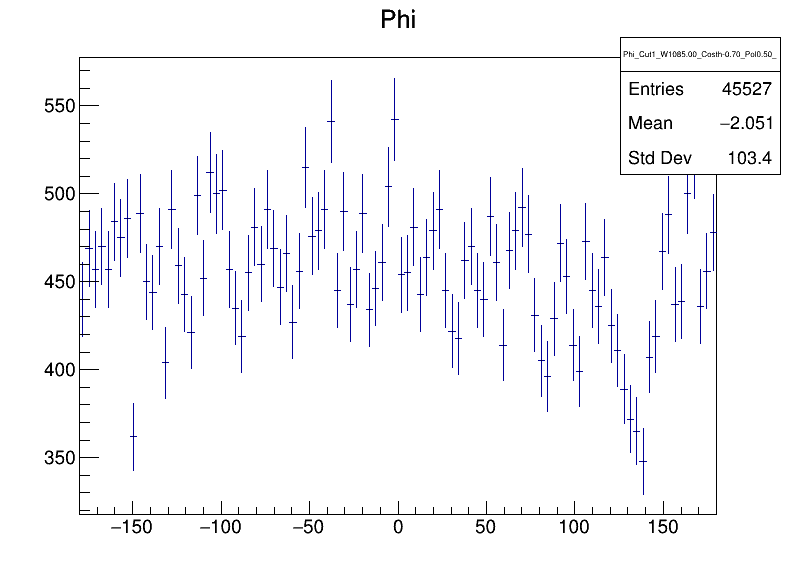 Phi
Phi_Cut1_W1085.00_Costh-0.70_Pol0.50_
Entries 45527
Mean −2.051
Std Dev 103.4
550
500
450
400
350
−150 −100 −50 0 50 100 150